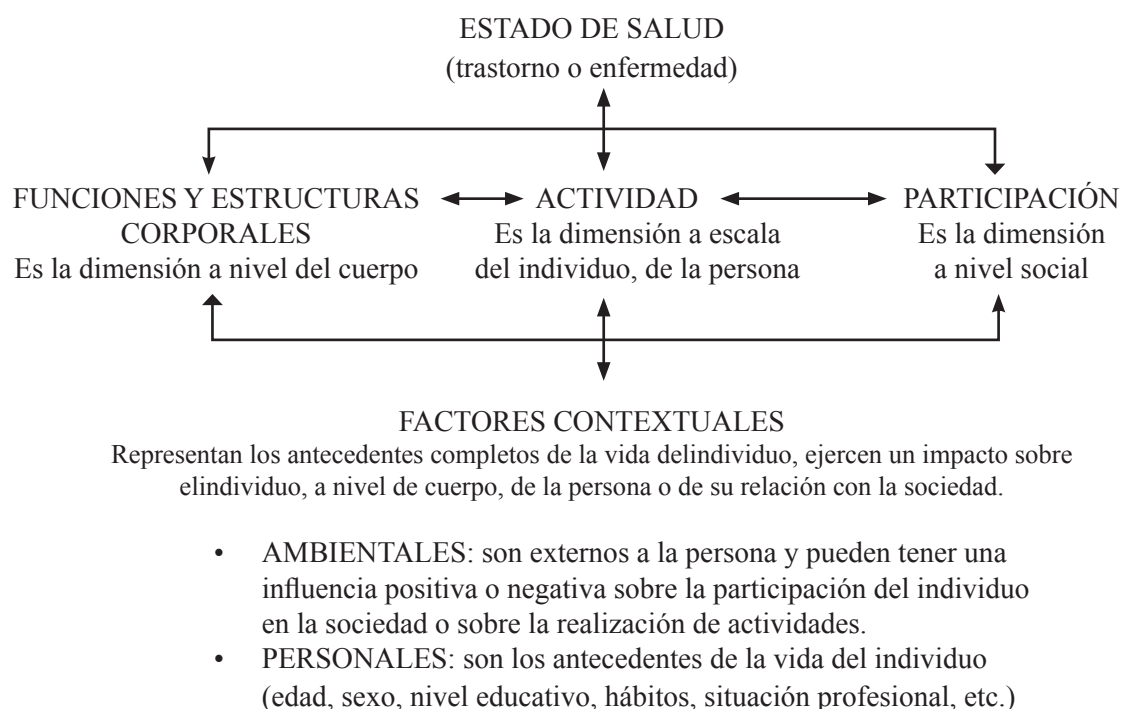 ESTADO DE SALUD
(trastorno o enfermedad)
FUNCIONES Y ESTRUCTURAS
CORPORALES
Es la dimensión a nivel del cuerpo
ACTIVIDAD
Es la dimensión a escala
del individuo, de la persona
PARTICIPACIÓN
Es la dimensión
a nivel social
FACTORES CONTEXTUALES
Representan los antecedentes completos de la vida delindividuo, ejercen un impacto sobre
elindividuo, a nivel de cuerpo, de la persona o de su relación con la sociedad.
• AMBIENTALES: son externos a la persona y pueden tener una
influencia positiva o negativa sobre la participación del individuo
en la sociedad o sobre la realización de actividades.
• PERSONALES: son los antecedentes de la vida del individuo
(edad, sexo, nivel educativo, hábitos, situación profesional, etc.)